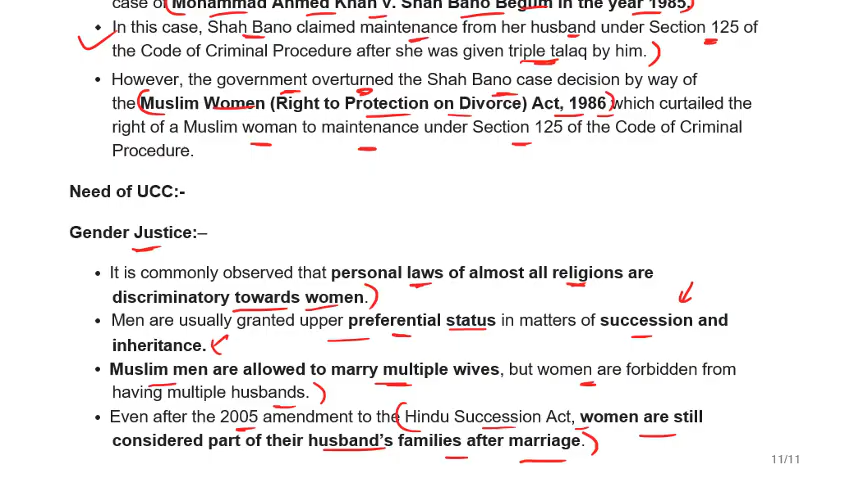 case of Mohammad Ahmed Khan v. Shah Bano Begum in the year 1985.
• In this case, Shah Bano claimed maintenance from her husband under Section 125 of
the Code of Criminal Procedure after she was given triple talaq by him.
• However, the government overturned the Shah Bano case decision by way of
the Muslim Women (Right to Protection on Divorce) Act, 1986 which curtailed the
right of a Muslim woman to maintenance under Section 125 of the Code of Criminal
Procedure.
Need of UCC:-
Gender Justice:–
• It is commonly observed that personal laws of almost all religions are
discriminatory towards women.
• Men are usually granted upper preferential status in matters of succession and
inheritance.
• Muslim men are allowed to marry multiple wives, but women are forbidden from
having multiple husbands.
• Even after the 2005 amendment to the Hindu Succession Act, women are still
considered part of their husband's families after marriage.
11/11